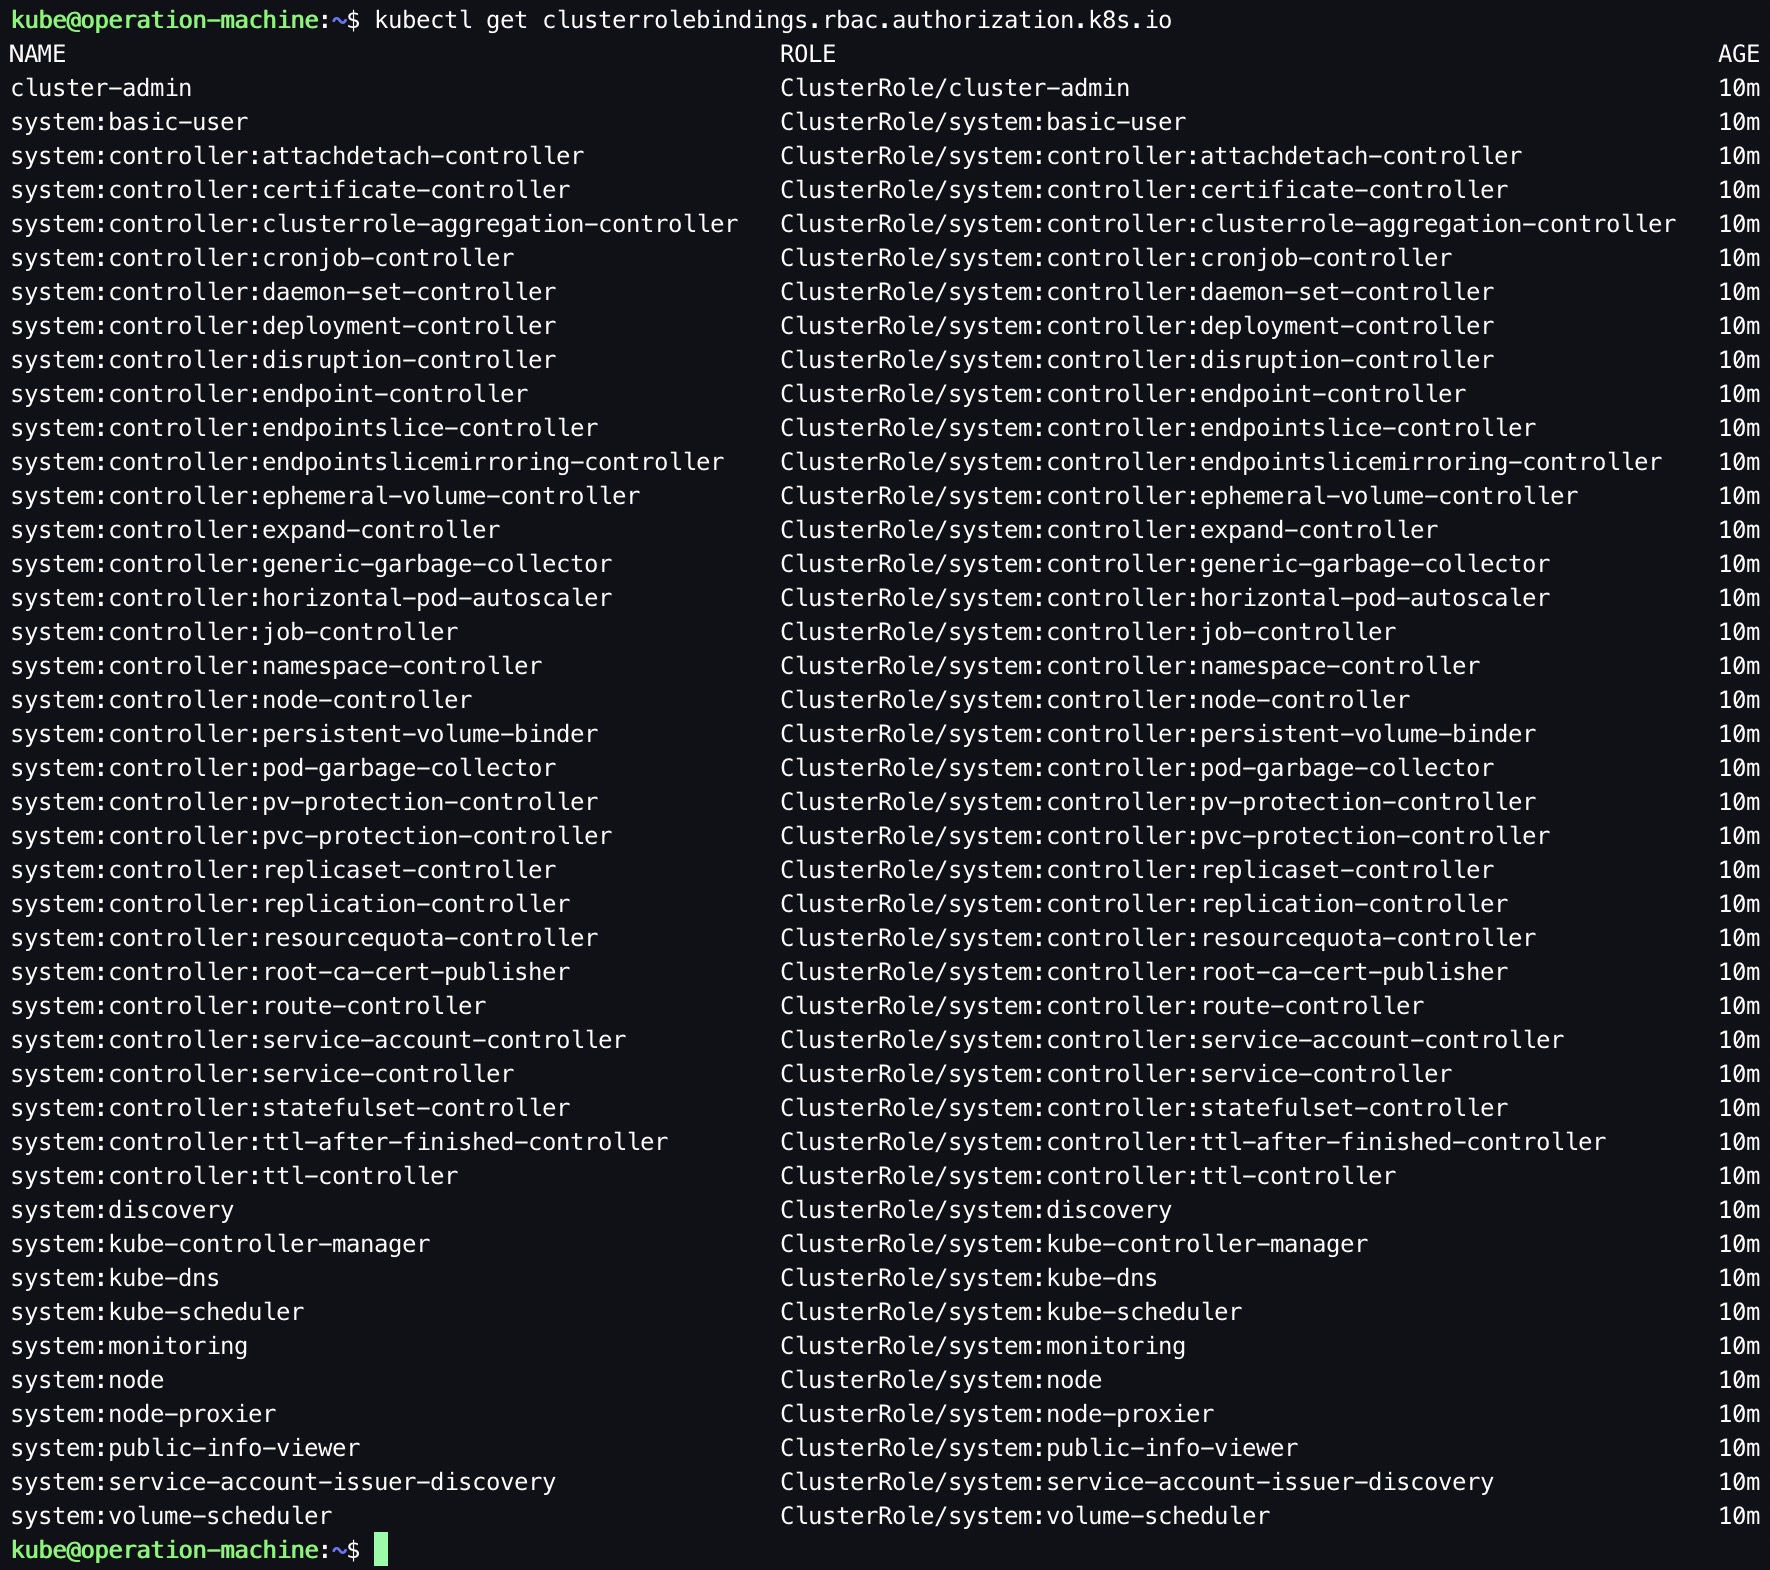 kube@operation-machine:~$ kubectl get clusterrolebindings.rbac.authorization.k8s.io
NAME ROLE AGE
cluster-admin ClusterRole/cluster-admin 10m
system:basic-user ClusterRole/system:basic-user 10m
system:controller:attachdetach-controller ClusterRole/system:controller:attachdetach-controller 10m
system:controller:certificate-controller ClusterRole/system:controller:certificate-controller 10m
system:controller:clusterrole-aggregation-controller ClusterRole/system:controller:clusterrole-aggregation-controller 10m
system:controller:cronjob-controller ClusterRole/system:controller:cronjob-controller 10m
system:controller:daemon-set-controller ClusterRole/system:controller:daemon-set-controller 10m
system:controller:deployment-controller ClusterRole/system:controller:deployment-controller 10m
system:controller:disruption-controller ClusterRole/system:controller:disruption-controller 10m
system:controller:endpoint-controller ClusterRole/system:controller:endpoint-controller 10m
system:controller:endpointslice-controller ClusterRole/system:controller:endpointslice-controller 10m
system:controller:endpointslicemirroring-controller ClusterRole/system:controller:endpointslicemirroring-controller 10m
system:controller:ephemeral-volume-controller ClusterRole/system:controller:ephemeral-volume-controller 10m
system:controller:expand-controller ClusterRole/system:controller:expand-controller 10m
system:controller:generic-garbage-collector ClusterRole/system:controller:generic-garbage-collector 10m
system:controller:horizontal-pod-autoscaler ClusterRole/system:controller:horizontal-pod-autoscaler 10m
system:controller:job-controller ClusterRole/system:controller:job-controller 10m
system:controller:namespace-controller ClusterRole/system:controller:namespace-controller 10m
system:controller:node-controller ClusterRole/system:controller:node-controller 10m
system:controller:persistent-volume-binder ClusterRole/system:controller:persistent-volume-binder 10m
system:controller:pod-garbage-collector ClusterRole/system:controller:pod-garbage-collector 10m
system:controller:pv-protection-controller ClusterRole/system:controller:pv-protection-controller 10m
system:controller:pvc-protection-controller ClusterRole/system:controller:pvc-protection-controller 10m
system:controller:replicaset-controller ClusterRole/system:controller:replicaset-controller 10m
system:controller:replication-controller ClusterRole/system:controller:replication-controller 10m
system:controller:resourcequota-controller ClusterRole/system:controller:resourcequota-controller 10m
system:controller:root-ca-cert-publisher ClusterRole/system:controller:root-ca-cert-publisher 10m
system:controller:route-controller ClusterRole/system:controller:route-controller 10m
system:controller:service-account-controller ClusterRole/system:controller:service-account-controller 10m
system:controller:service-controller ClusterRole/system:controller:service-controller 10m
system:controller:statefulset-controller ClusterRole/system:controller:statefulset-controller 10m
system:controller:ttl-after-finished-controller ClusterRole/system:controller:ttl-after-finished-controller 10m
system:controller:ttl-controller ClusterRole/system:controller:ttl-controller 10m
system:discovery ClusterRole/system:discovery 10m
system:kube-controller-manager ClusterRole/system:kube-controller-manager 10m
system:kube-dns ClusterRole/system:kube-dns 10m
system:kube-scheduler ClusterRole/system:kube-scheduler 10m
system:monitoring ClusterRole/system:monitoring 10m
system:node ClusterRole/system:node 10m
system:node-proxier ClusterRole/system:node-proxier 10m
system:public-info-viewer ClusterRole/system:public-info-viewer 10m
system:service-account-issuer-discovery ClusterRole/system:service-account-issuer-discovery 10m
system:volume-scheduler ClusterRole/system:volume-scheduler 10m
kube@operation-machine:~$